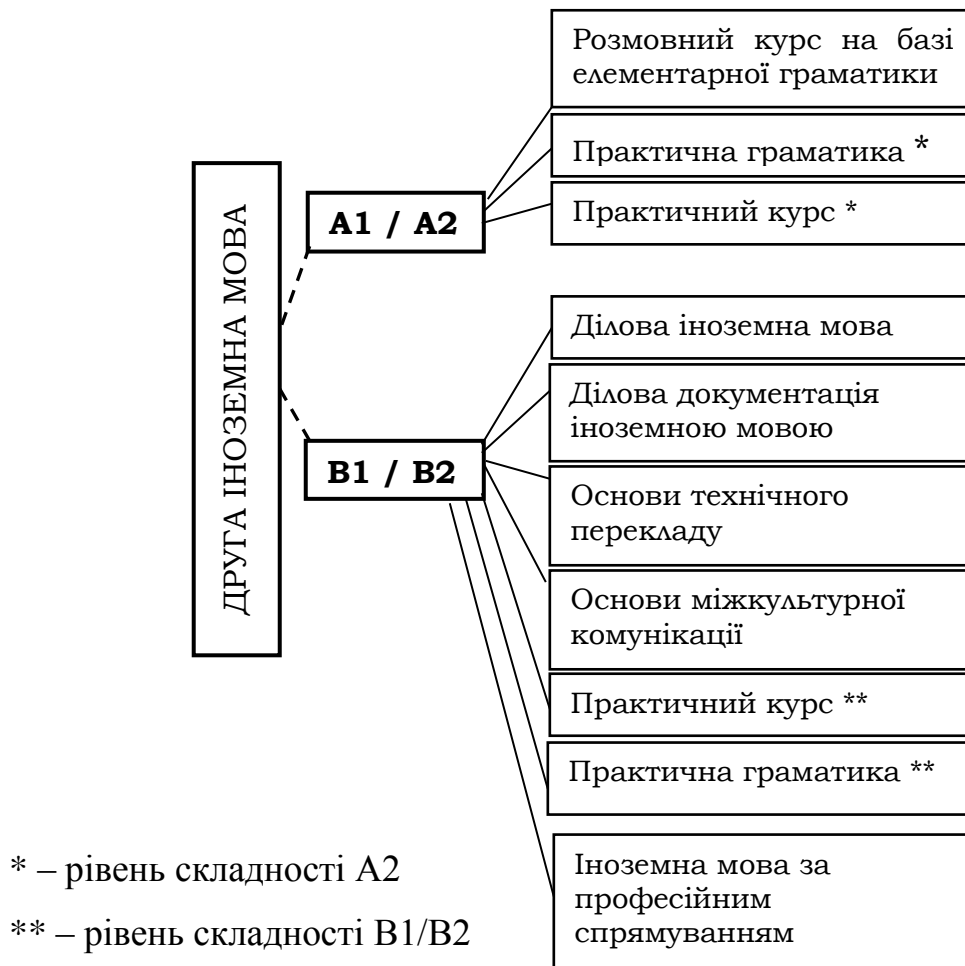 Розмовний курс на базі
елементарної граматики
Практична граматика *
Практичний курс *
ДРУГА ІНОЗЕМНА МОВА
A1 / A2
B1 / B2
Ділова іноземна мова
Ділова документація
іноземною мовою
Основи технічного
перекладу
Основи міжкультурної
комунікації
Практичний курс **
Практична граматика **
Іноземна мова за
професійним
спрямуванням
* – рівень складності А2
** – рівень складності В1/В2